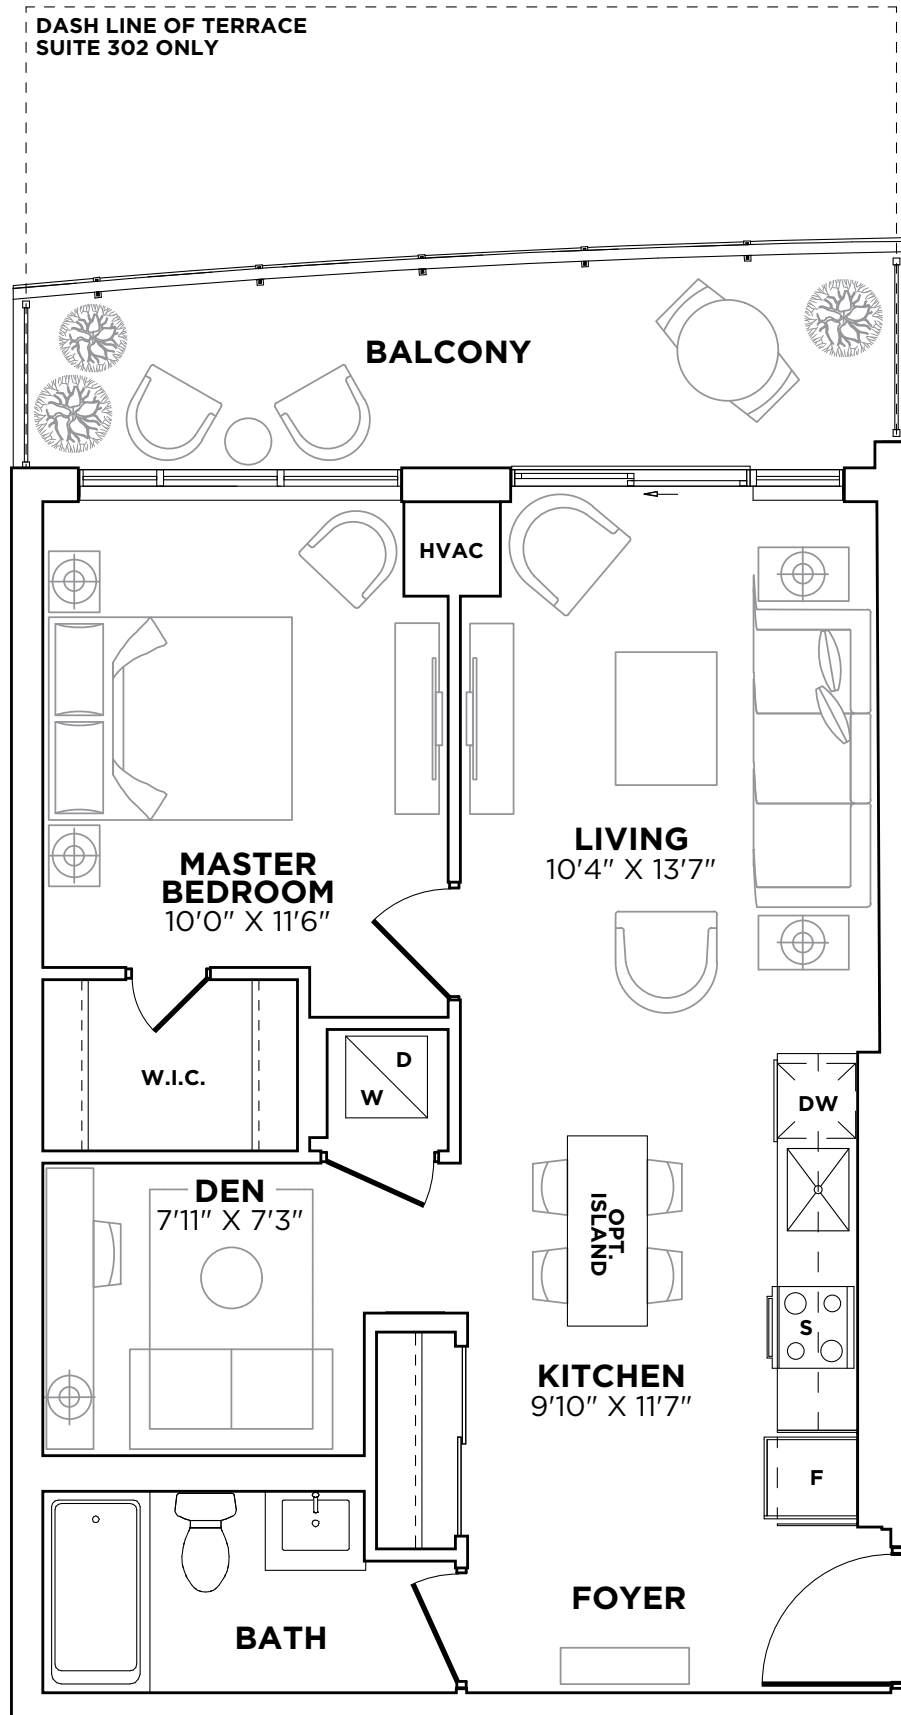 DASH LINE OF TERRACE
SUITE 302 ONLY
BALCONY
HVAC
LIVING
10'4" X 13'7"
MASTER
BEDROOM
10'0" X 11'6"
W.I.C.
D
W
DW
DEN
7'11" X 7'3"
OPT.
ISLAND
S
KITCHEN
9'10" X 11'7"
F
FOYER
BATH